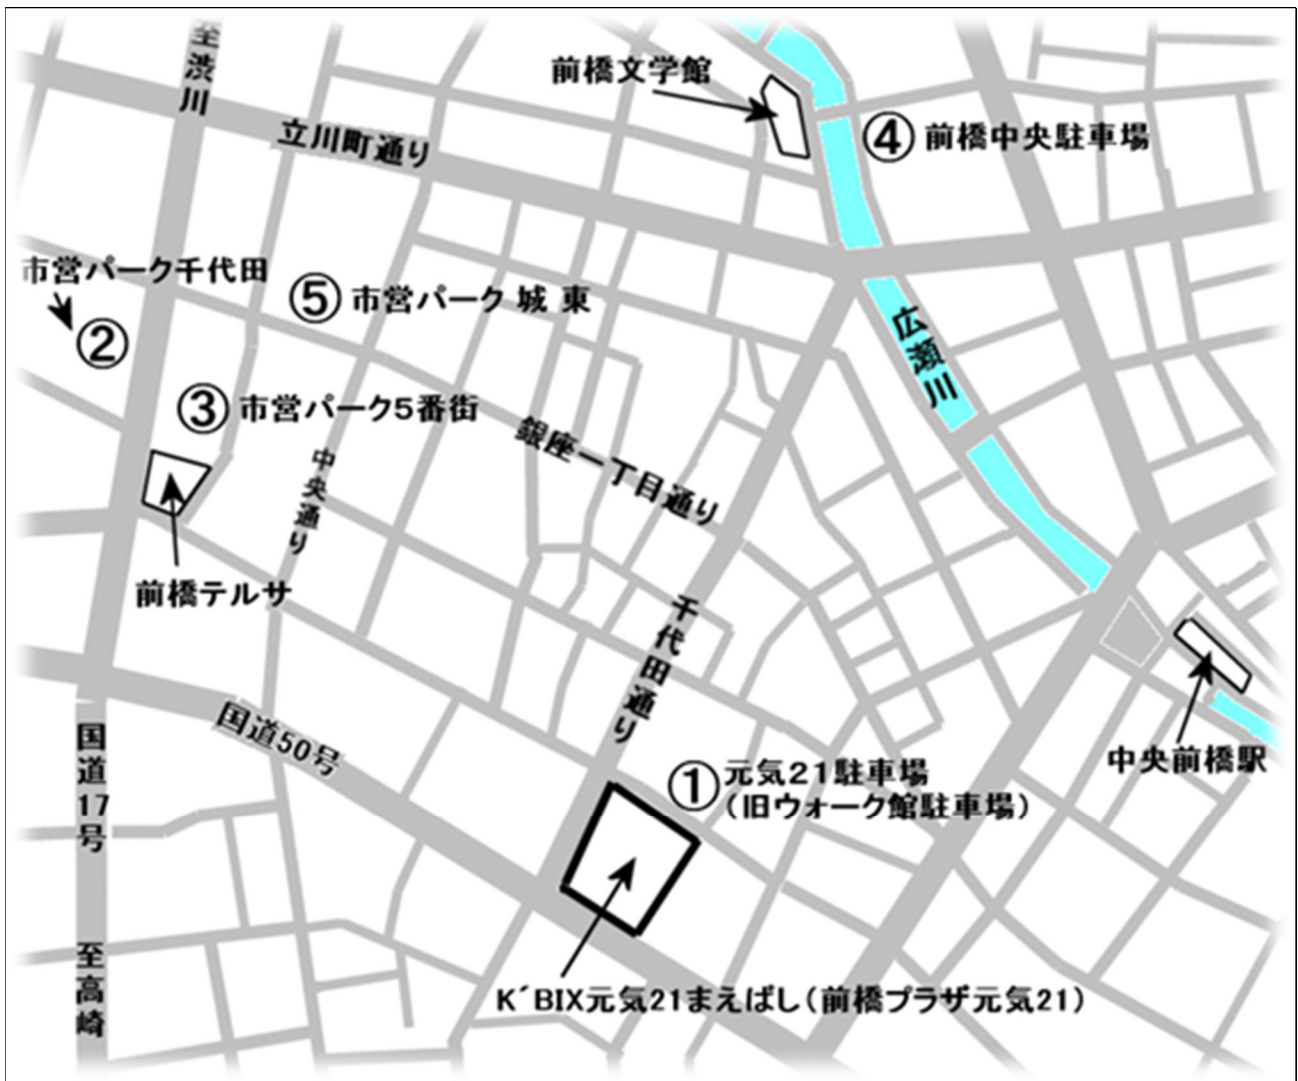 至渋川
前橋文学館
立川町通り
④ 前橋中央駐車場
市営パーク千代田
②
⑤ 市営パーク 城 東
広瀬川
③ 市営パーク5番街
銀座一丁目通り
中央通り
前橋テルサ
千代田通り
国道50号
国道17号
中央前橋駅
① 元気21駐車場
(旧ウォーク館駐車場)
至高崎
K´BIX元気21まえばし(前橋プラザ元気21)